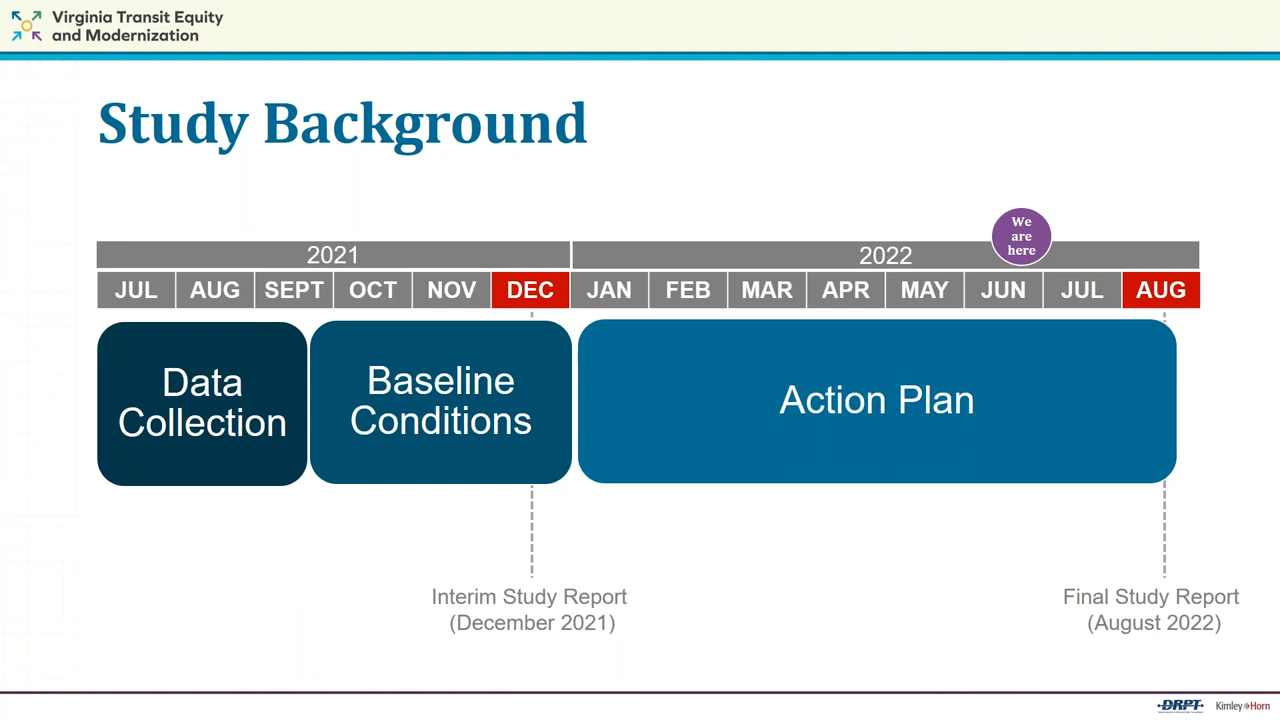 Virginia Transit Equity
and Modernization
Study Background
We
are
here
2021
2022
JUL AUG SEPT OCT NOV DEC JAN FEB MAR APR MAY JUN JUL AUG
Data
Collection
Baseline
Conditions
Action Plan
Interim Study Report
(December 2021)
Final Study Report
(August 2022)
DRPT
Kimley Horn